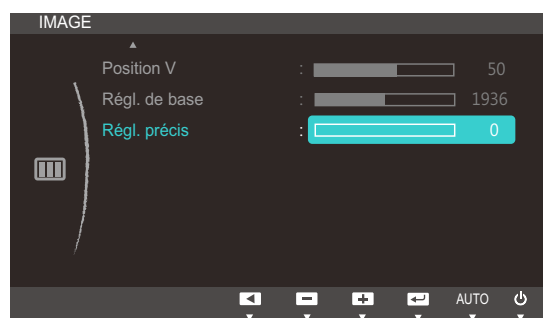 IMAGE
Position V : 50
Régl. de base : 1936
Régl. précis : 0
AUTO